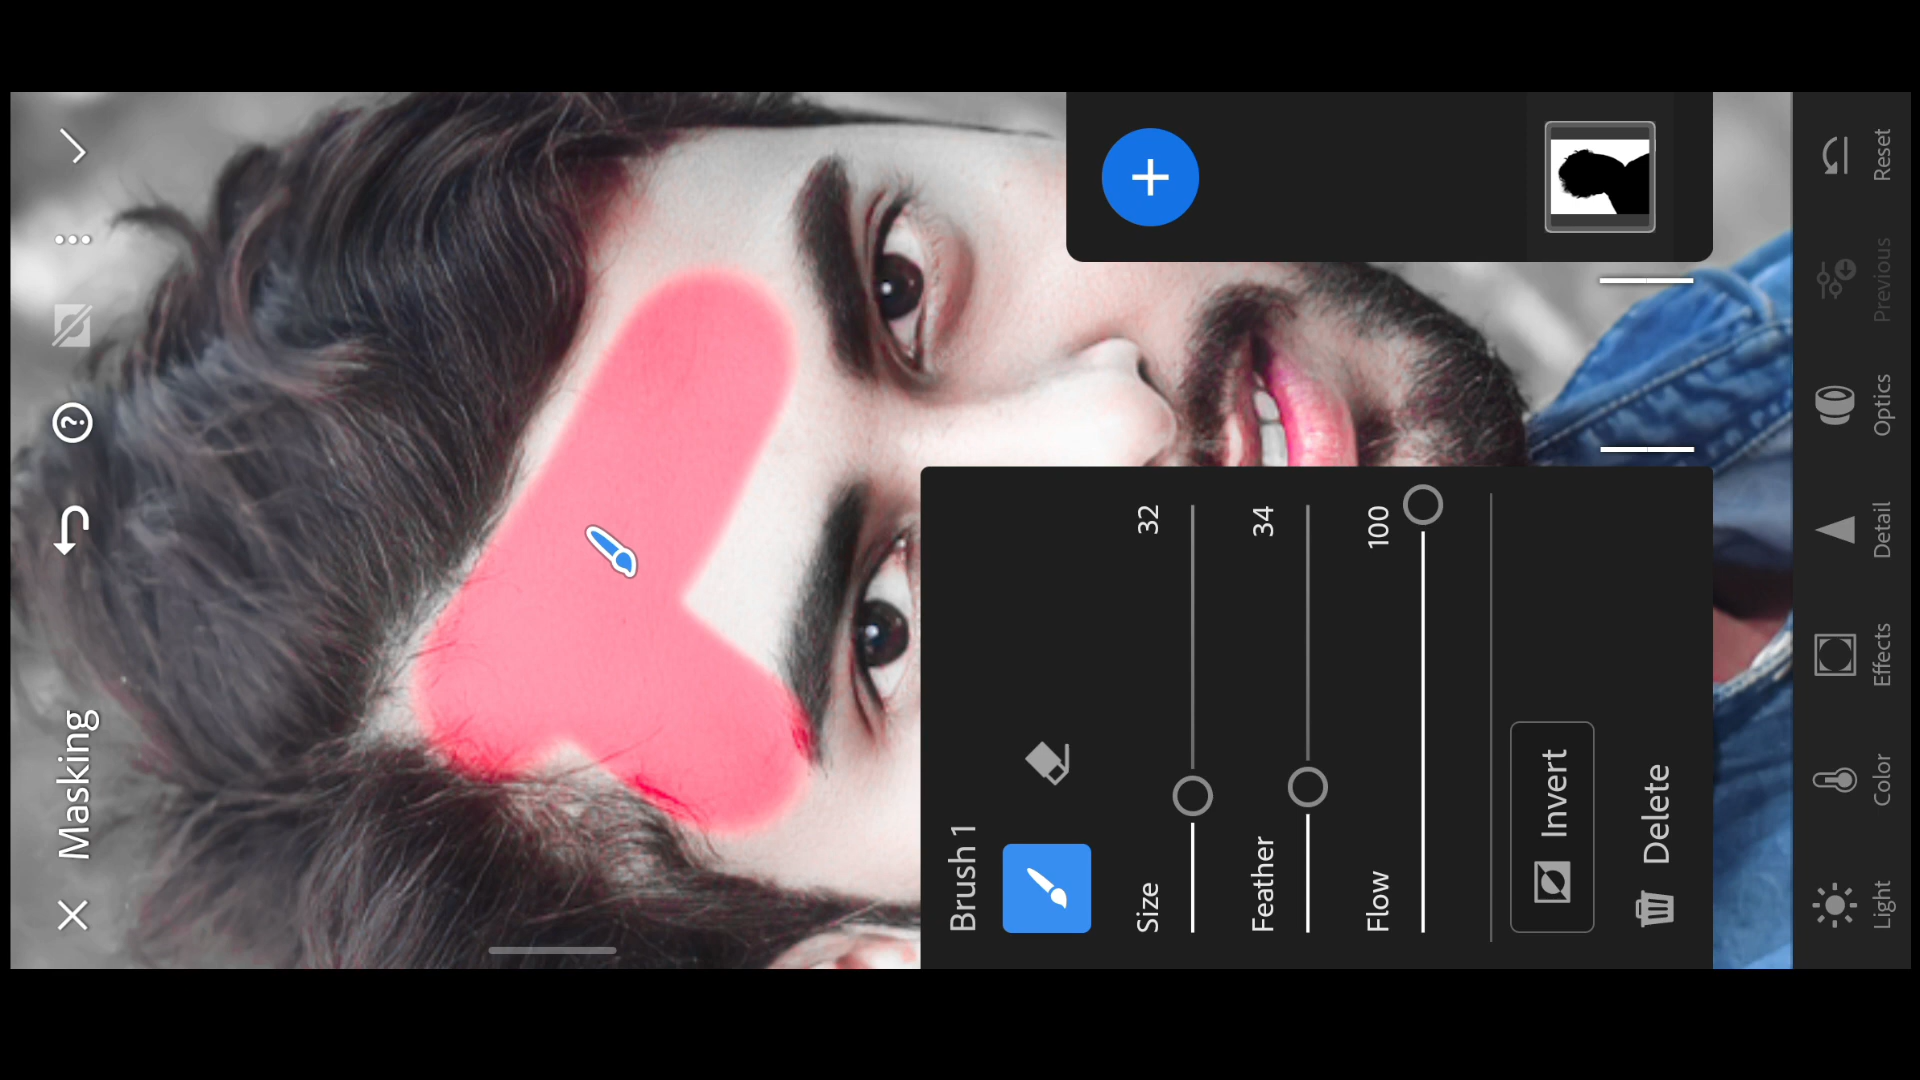 Masking
Brush 1
Size 32
Feather 34
Flow 100
Invert
Delete
Light
Color
Effects
Detail
Optics
Previous
Reset